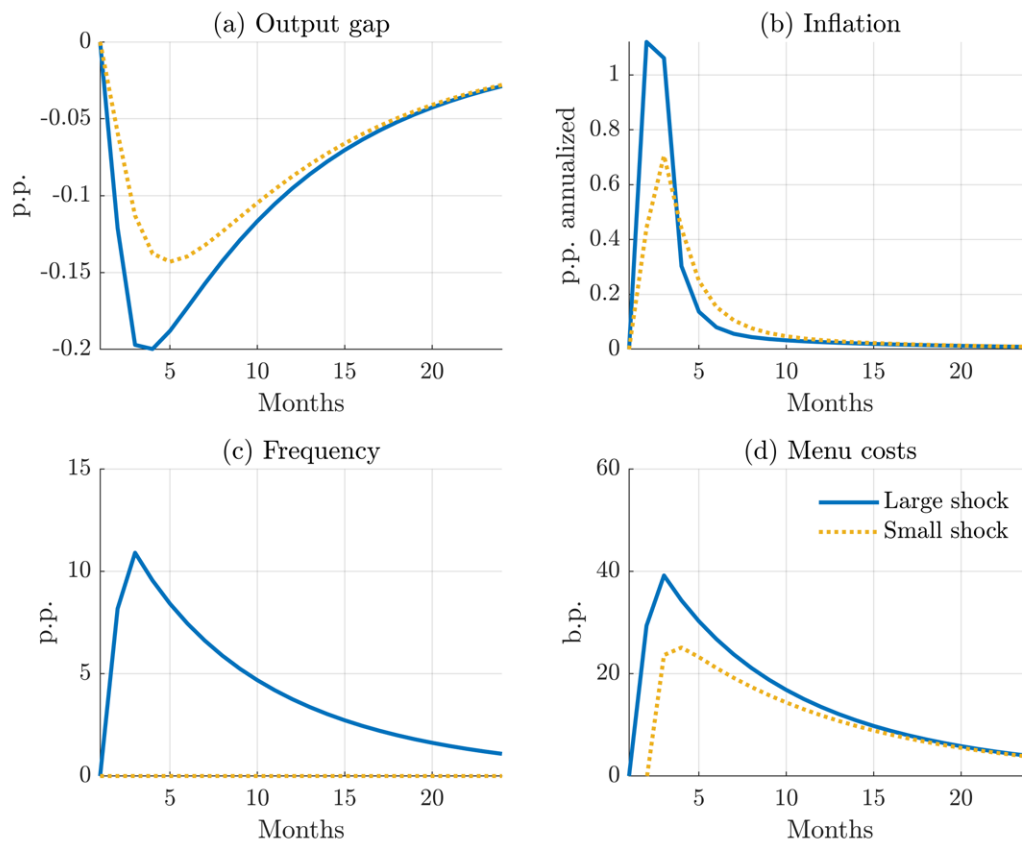 (a) Output gap
0
-0.05
-0.1
-0.15
-0.2
p.p.
5 10 15 20
Months
(b) Inflation
1
0.8
0.6
0.4
0.2
0
p.p. annualized
5 10 15 20
Months
(c) Frequency
15
10
5
0
p.p.
5 10 15 20
Months
(d) Menu costs
60
40
20
0
b.p.
Large shock
Small shock
5 10 15 20
Months